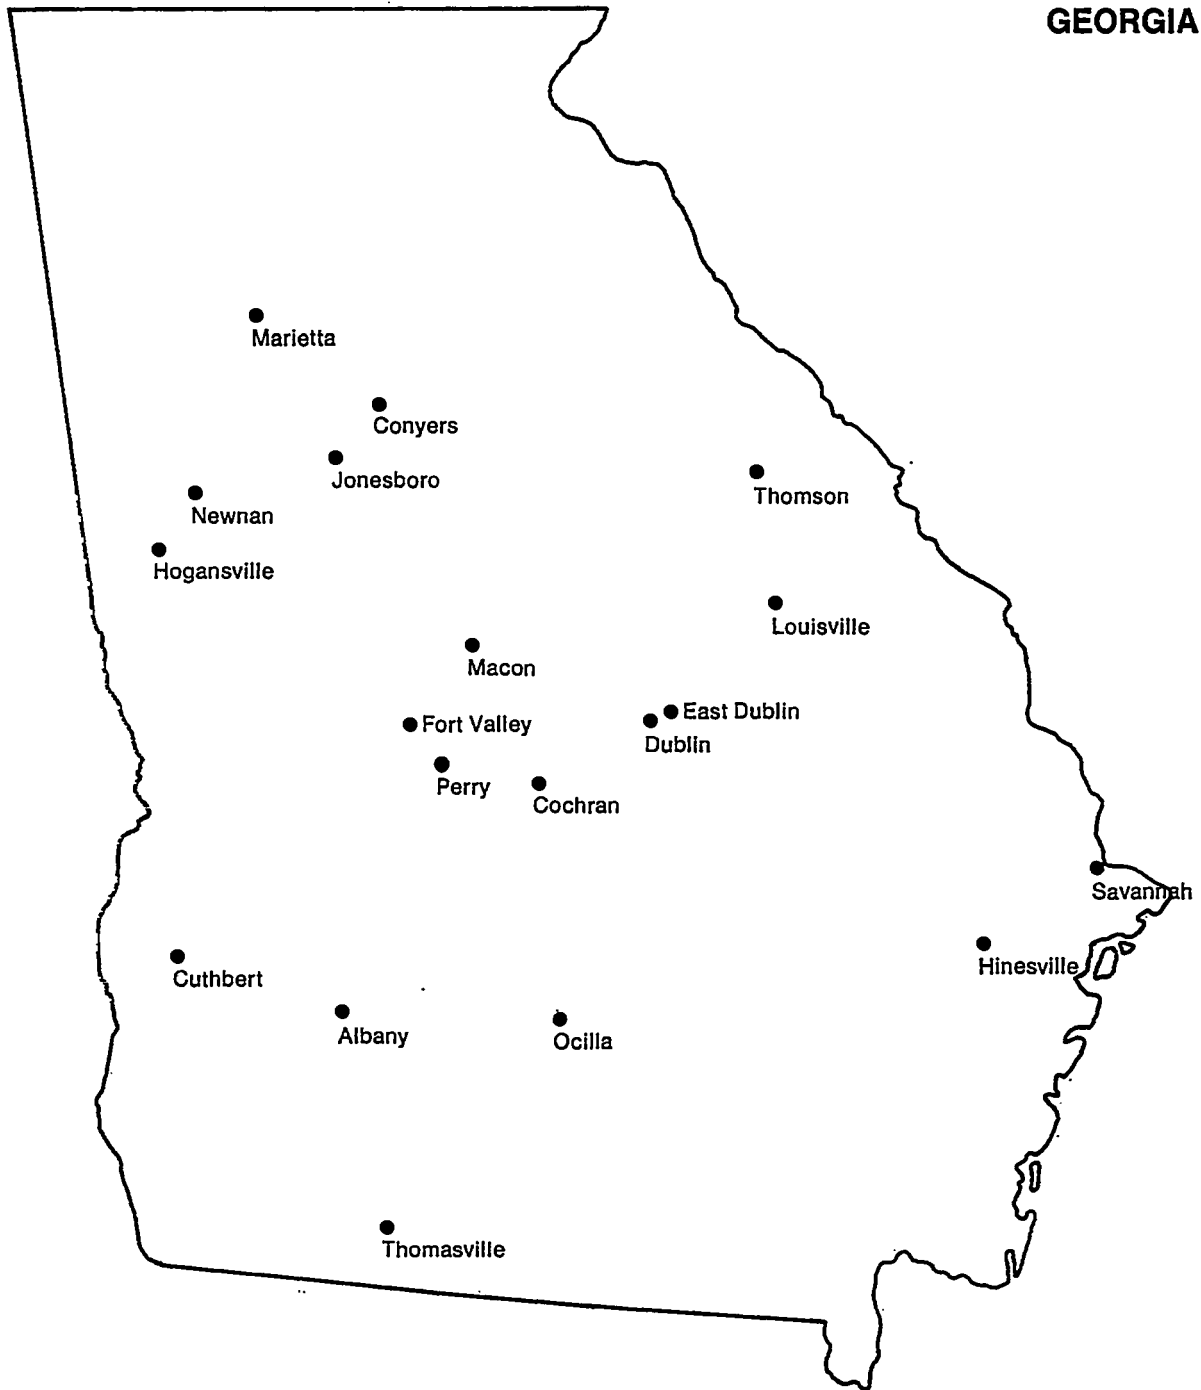 GEORGIA
Marietta
Conyers
Jonesboro
Thomson
Newnan
Hogansville
Louisville
Macon
East Dublin
Fort Valley
Dublin
Perry
Cochran
Savannah
Hinesville
Cuthbert
Albany
Ocilla
Thomasville